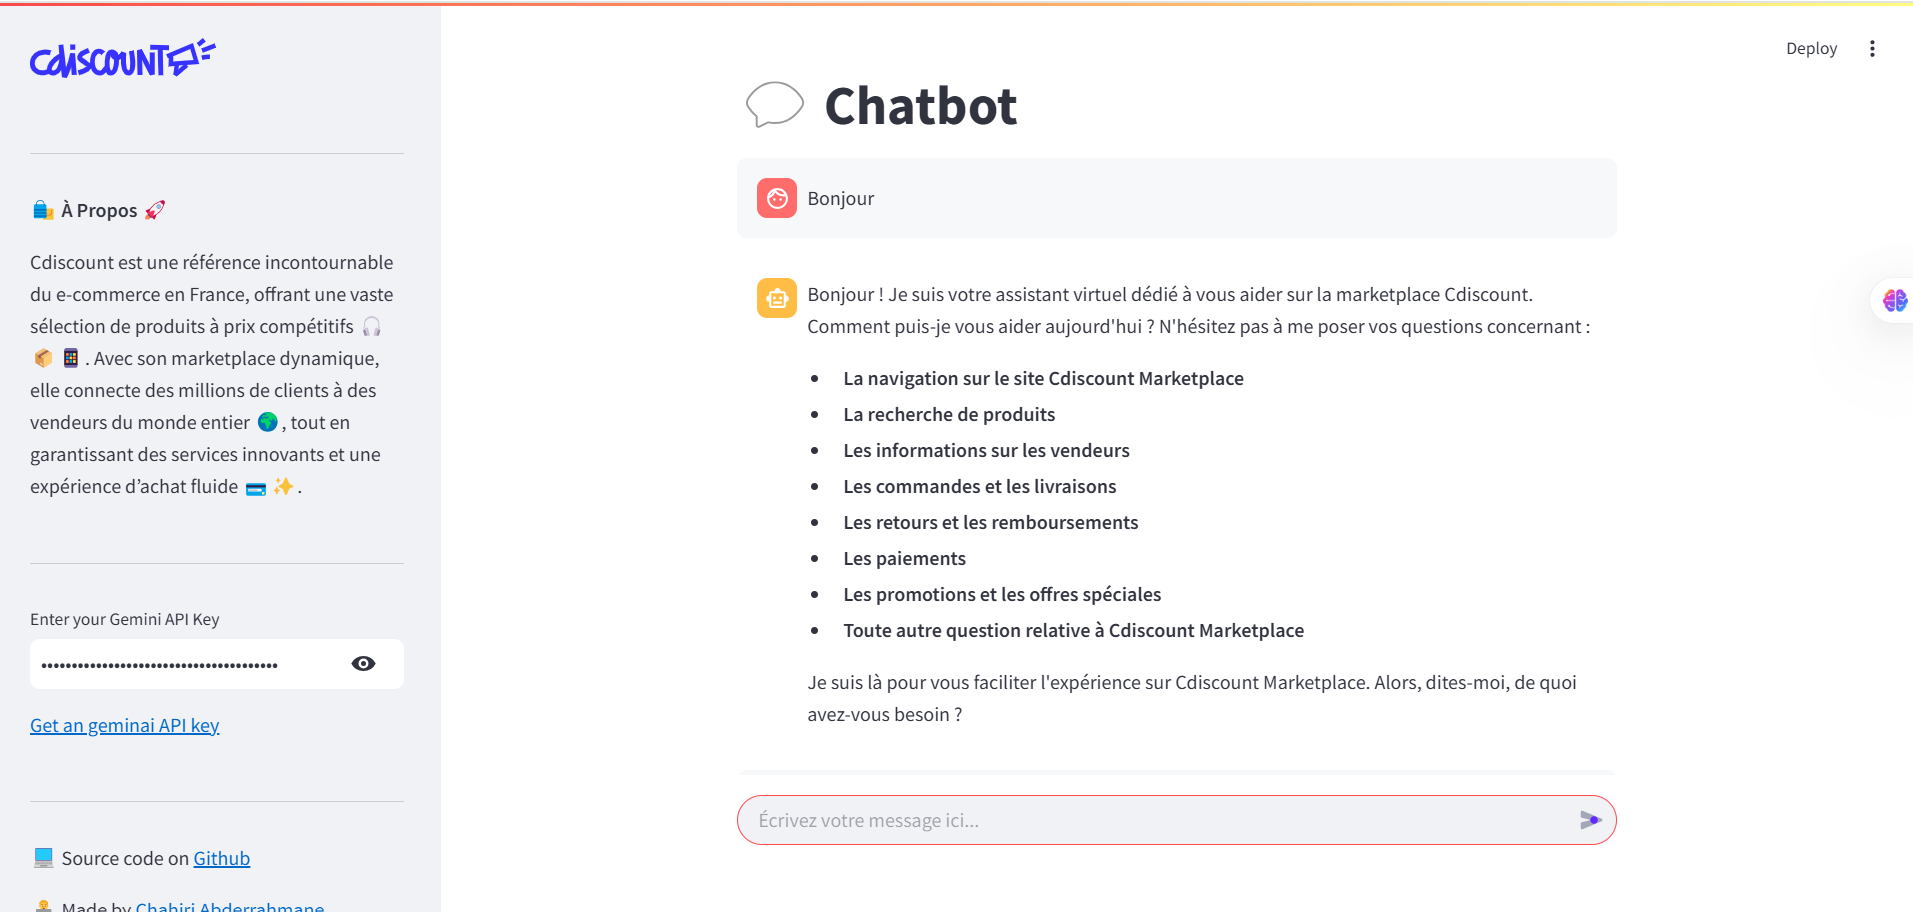 cdiscount
À Propos
Cdiscount est une référence incontournable
du e-commerce en France, offrant une vaste
sélection de produits à prix compétitifs
. Avec son marketplace dynamique,
elle connecte des millions de clients à des
vendeurs du monde entier , tout en
garantissant des services innovants et une
expérience d’achat fluide .
Enter your Gemini API Key
Get an geminai API key
Source code on Github
Made by Chahiri Abderrahmane
Deploy
Chatbot
Bonjour
Bonjour ! Je suis votre assistant virtuel dédié à vous aider sur la marketplace Cdiscount.
Comment puis-je vous aider aujourd'hui ? N'hésitez pas à me poser vos questions concernant :
• La navigation sur le site Cdiscount Marketplace
• La recherche de produits
• Les informations sur les vendeurs
• Les commandes et les livraisons
• Les retours et les remboursements
• Les paiements
• Les promotions et les offres spéciales
• Toute autre question relative à Cdiscount Marketplace
Je suis là pour vous faciliter l'expérience sur Cdiscount Marketplace. Alors, dites-moi, de quoi
avez-vous besoin ?
Écrivez votre message ici...